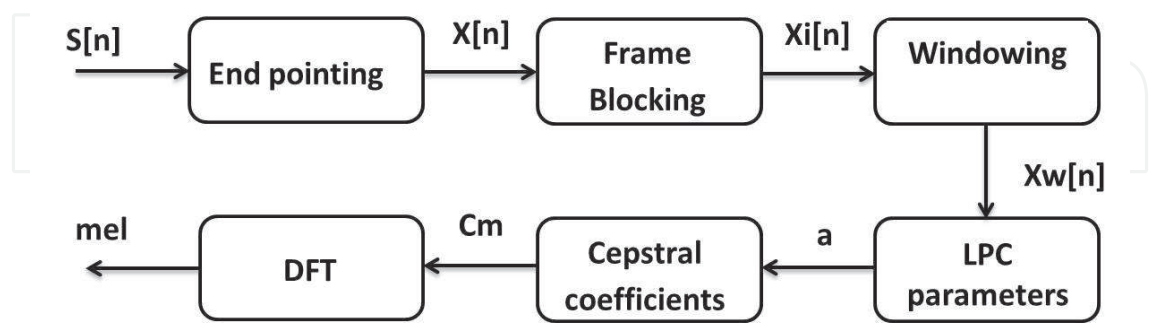 S[n]
End pointing
X[n]
Frame
Blocking
Xi[n]
Windowing
Xw[n]
LPC
parameters
a
Cepstral
coefficients
Cm
DFT
mel